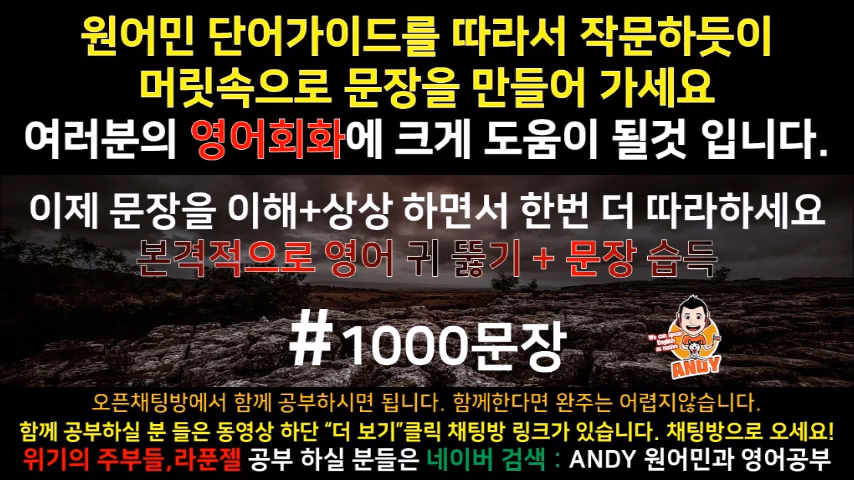 원어민 단어가이드를 따라서 작문하듯이
머릿속으로 문장을 만들어 가세요
여러분의 영어회화에 크게 도움이 될것 입니다.
이제 문장을 이해+상상 하면서 한번 더 따라하세요
본격적으로 영어 귀 뚫기 + 문장 습득
#1000문장
We can speak
English
as native
ANDY
오픈채팅방에서 함께 공부하시면 됩니다. 함께한다면 완주는 어렵지않습니다.
함께 공부하실 분 들은 동영상 하단 “더 보기”클릭 채팅방 링크가 있습니다. 채팅방으로 오세요!
위기의 주부들,라푼젤 공부 하실 분들은 네이버 검색 : ANDY 원어민과 영어공부